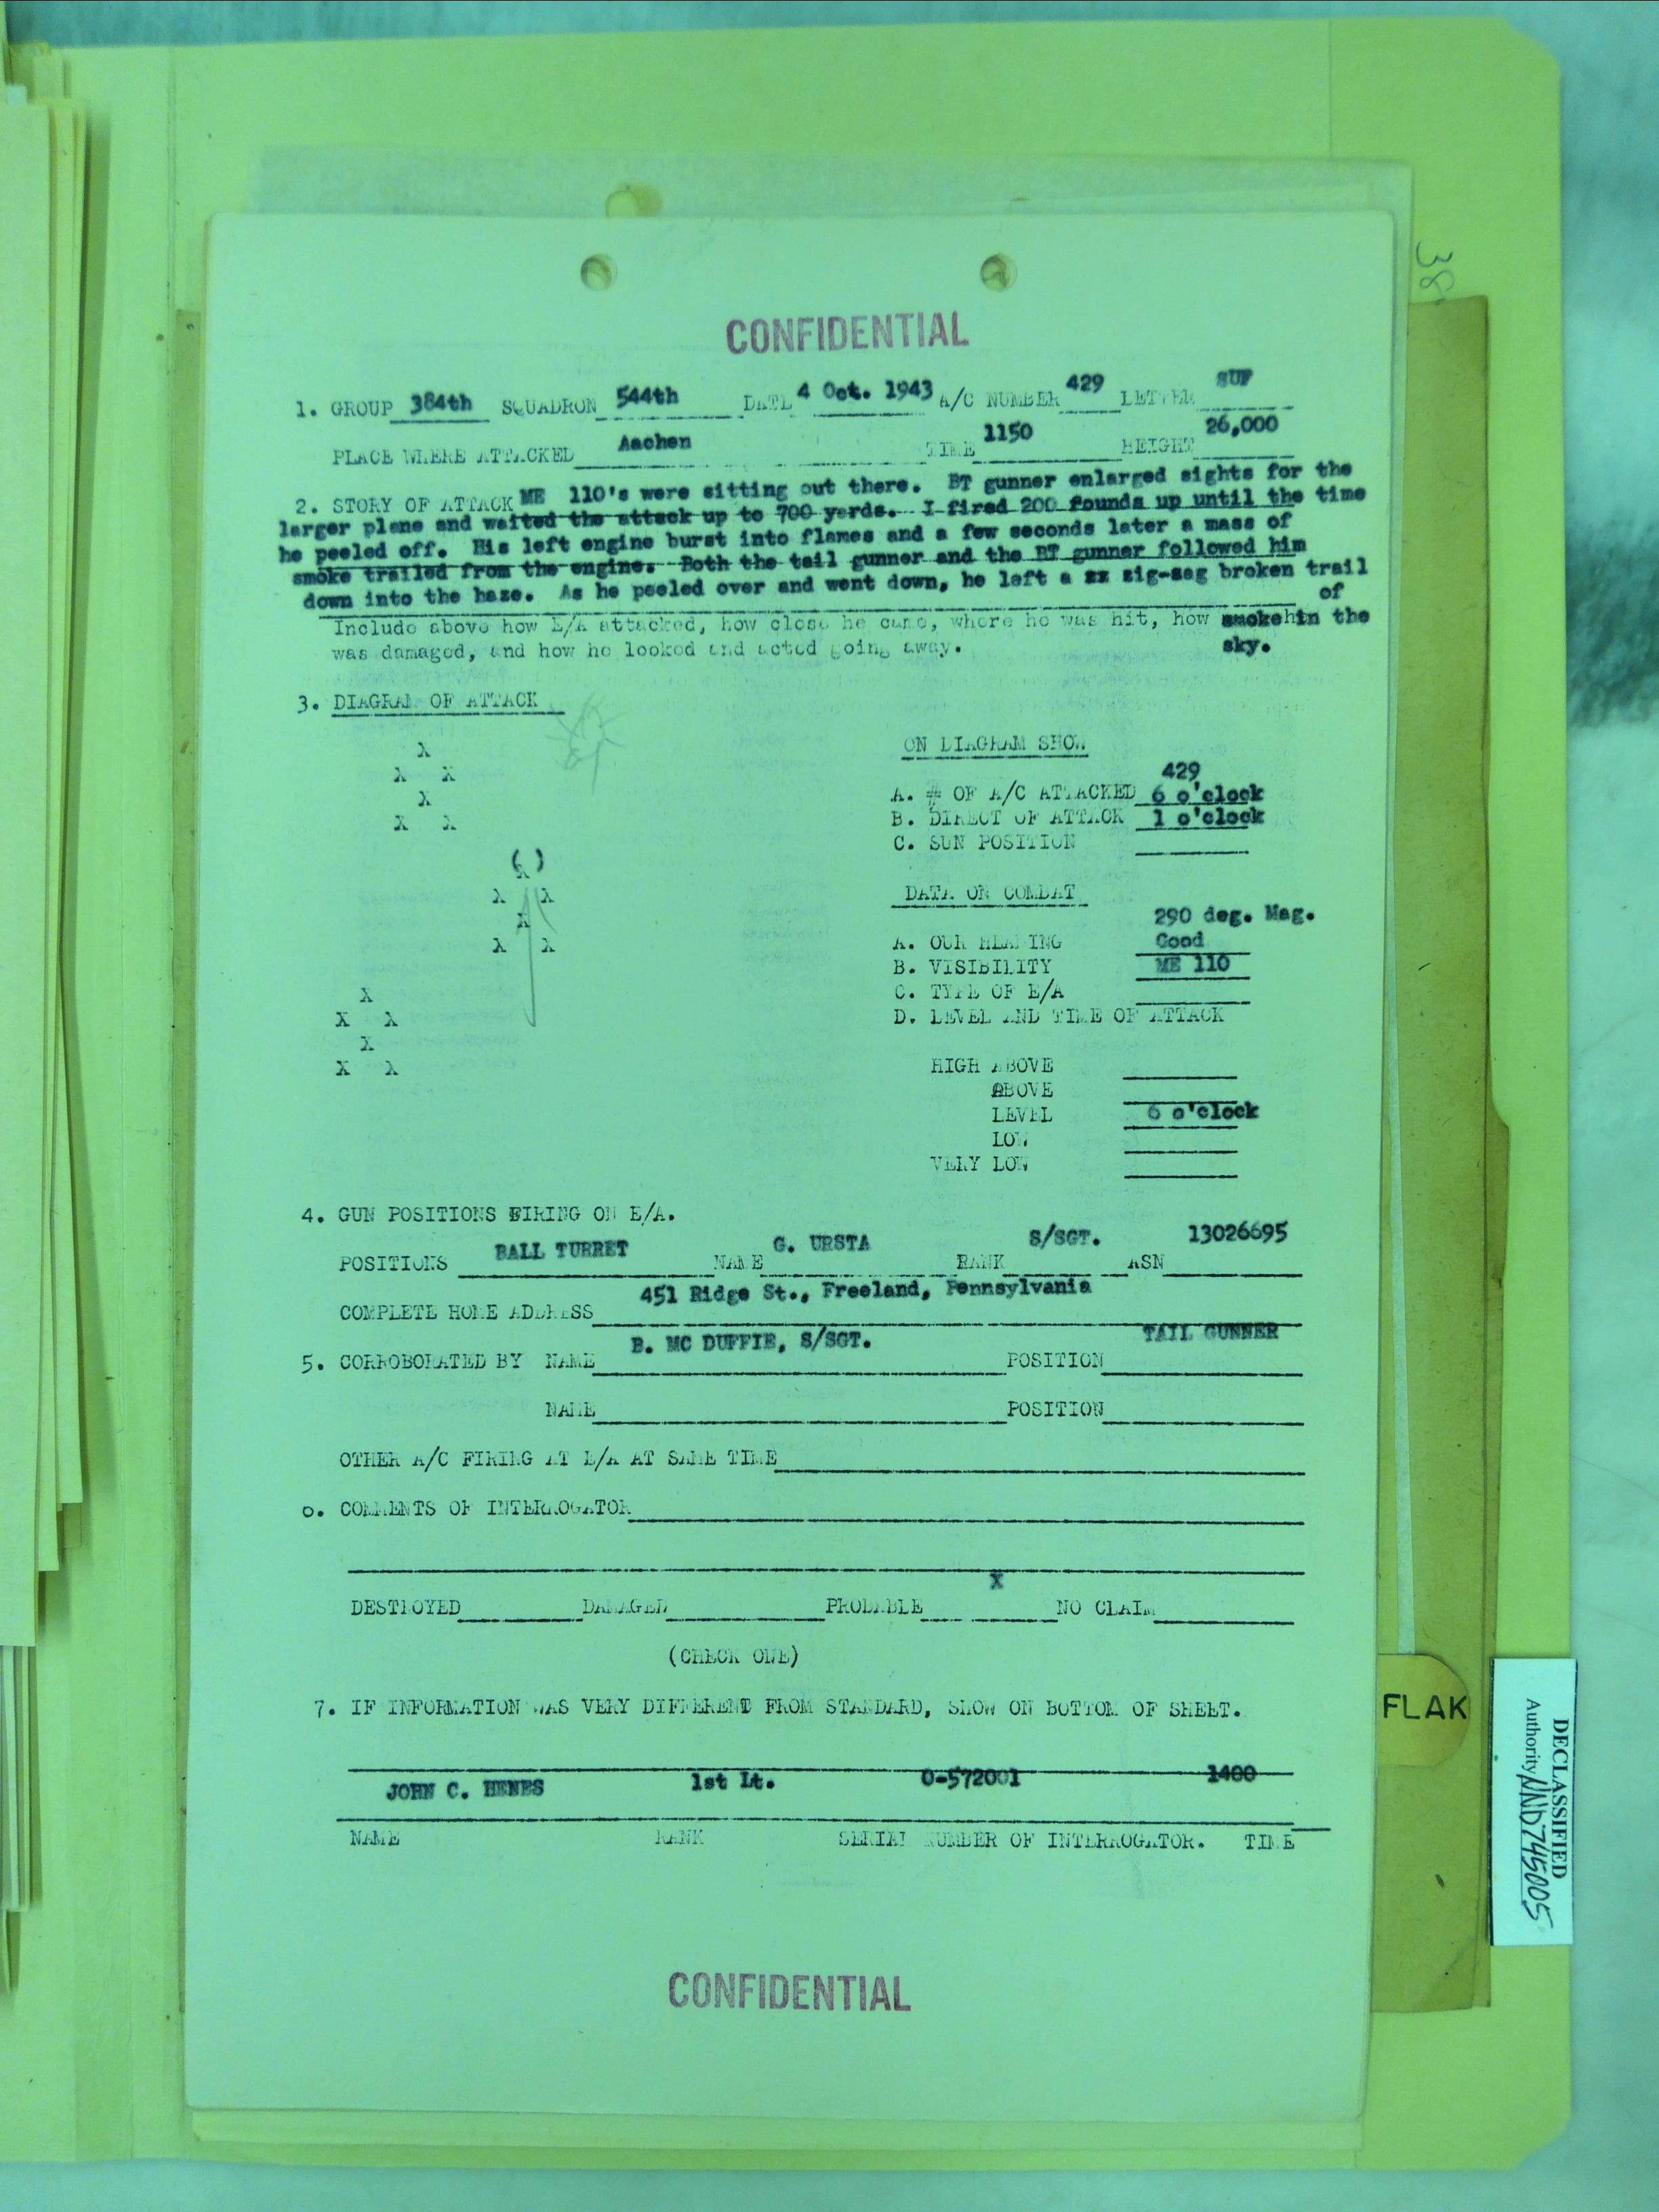 38
CONFIDENTIAL
1. GROUP 384th SQUADRON 544th DATE 4 Oct. 1943 A/C NUMBER 429 LETTER SUF
PLACE WHERE ATTACKED Aachen TIME 1150 HEIGHT 26,000
2. STORY OF ATTACK ME 110's were sitting out there. BT gunner enlarged sights for the
larger plane and waited the attack up to 700 yards. I fired 200 rounds up until the time
he peeled off. His left engine burst into flames and a few seconds later a mass of
smoke trailed from the engine. Both the tail gunner and the BT gunner followed him
down into the haze. As he peeled over and went down, he left a zz zig-zag broken trail
of
Include above how E/A attacked, how close he came, where he was hit, how smoke in the
was damaged, and how he looked and acted going away. sky.
3. DIAGRAM OF ATTACK
X
X X
X
X X
( )
X
X X
X
X X
X
X X
X
X X
ON DIAGRAM SHOW
429
A. # OF A/C ATTACKED 6 o'clock
B. DIRECT OF ATTACK 1 o'clock
C. SUN POSITION
DATA ON COMBAT
290 deg. Mag.
A. OUR HEADING Good
B. VISIBILITY ME 110
C. TYPE OF E/A
D. LEVEL AND TIME OF ATTACK
HIGH ABOVE
ABOVE
LEVEL 6 o'clock
LOW
VERY LOW
4. GUN POSITIONS FIRING ON E/A.
POSITIONS BALL TURRET NAME G. URSTA RANK S/SGT. ASN 13026695
COMPLETE HOME ADDRESS 451 Ridge St., Freeland, Pennsylvania
5. CORROBORATED BY NAME B. MC DUFFIE, S/SGT. POSITION TAIL GUNNER
NAME POSITION
OTHER A/C FIRING AT E/A AT SAME TIME
6. COMMENTS OF INTERROGATOR
X
DESTROYED DAMAGED PROBABLE NO CLAIM
(CHECK ONE)
7. IF INFORMATION WAS VERY DIFFERENT FROM STANDARD, SHOW ON BOTTOM OF SHEET.
JOHN C. HENES 1st Lt. O-572001 1400
NAME RANK SERIAL NUMBER OF INTERROGATOR. TIME
CONFIDENTIAL
FLAK
DECLASSIFIED
Authority NND745005